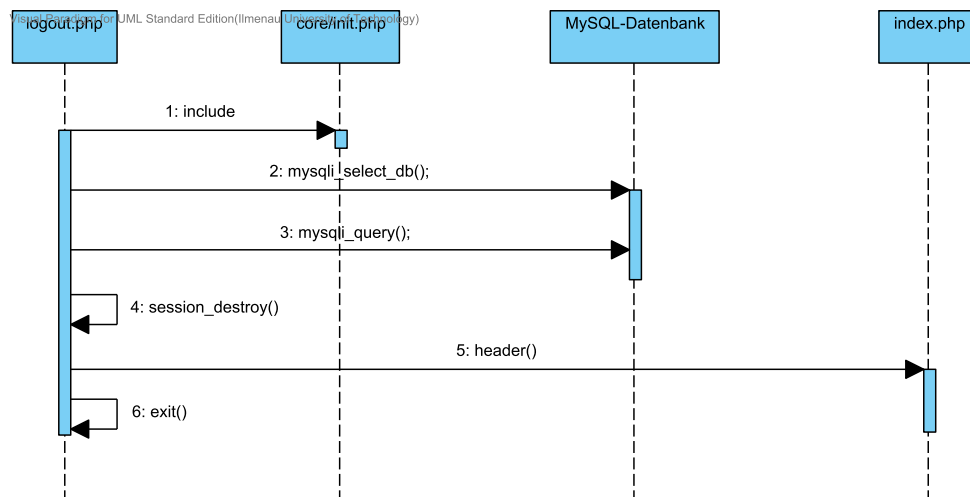 Visual Paradigm for UML Standard Edition(Ilmenau University of Technology)
logout.php
core/init.php
MySQL-Datenbank
index.php
1: include
2: mysqli_select_db();
3: mysqli_query();
4: session_destroy()
5: header()
6: exit()